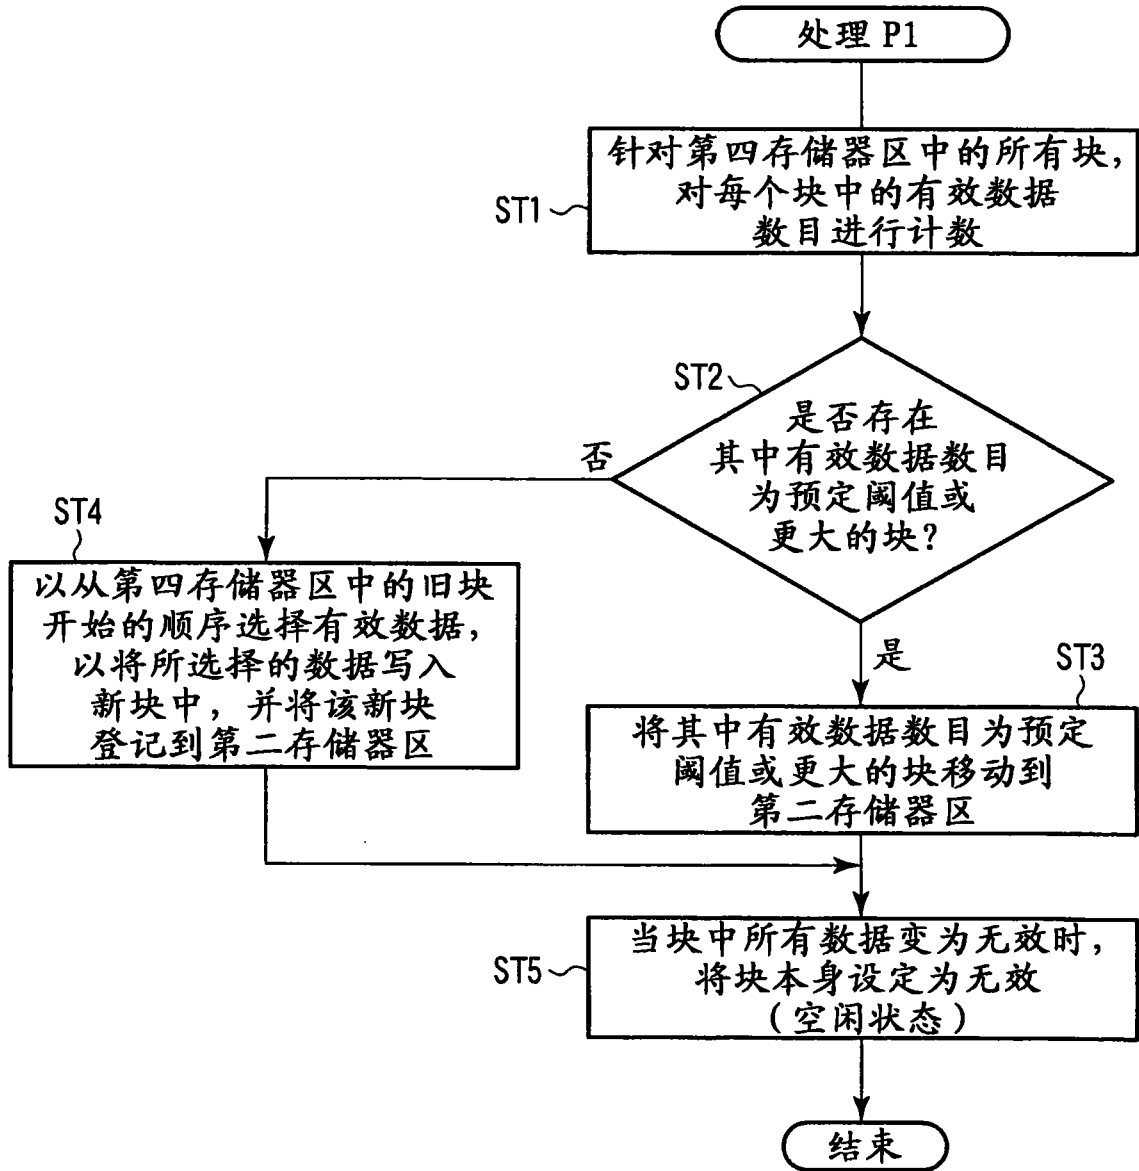 处理 P1
针对第四存储器区中的所有块，
对每个块中的有效数据
数目进行计数
ST1
ST2
是否存在
其中有效数据数目
为预定阈值或
更大的块？
否
是
ST4
以从第四存储器区中的旧块
开始的顺序选择有效数据，
以将所选择的数据写入
新块中，并将该新块
登记到第二存储器区
ST3
将其中有效数据数目为预定
阈值或更大的块移动到
第二存储器区
当块中所有数据变为无效时，
将块本身设定为无效
（空闲状态）
ST5
结束